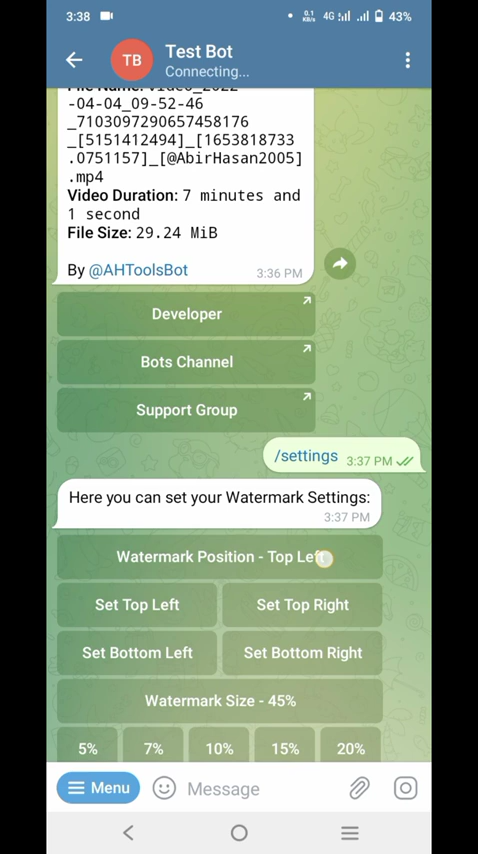 3:38
0.1
KB/s
4G
43%
TB
Test Bot
Connecting...
-04-04_09-52-46
_7103097290657458176
_[5151412494]_[1653818733
.0751157]_[@AbirHasan2005]
.mp4
Video Duration: 7 minutes and
1 second
File Size: 29.24 MiB
By @AHToolsBot
3:36 PM
Developer
Bots Channel
Support Group
/settings 3:37 PM
Here you can set your Watermark Settings:
3:37 PM
Watermark Position - Top Left
Set Top Left
Set Top Right
Set Bottom Left
Set Bottom Right
Watermark Size - 45%
5%
7%
10%
15%
20%
Menu
Message